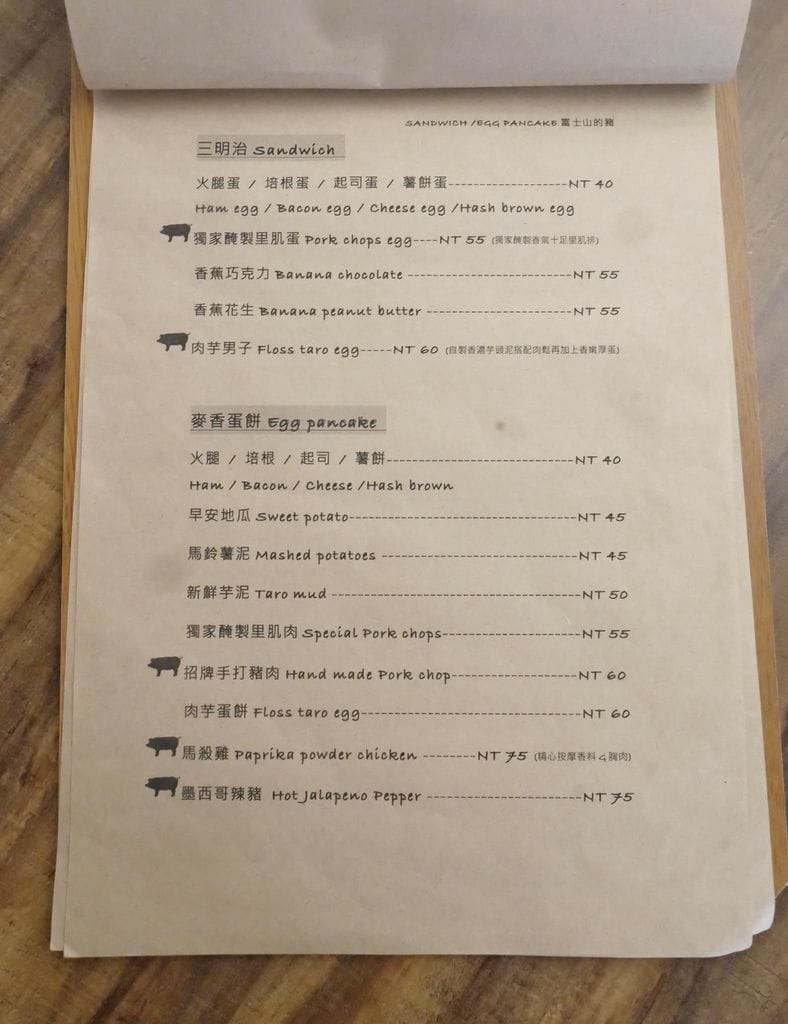 SANDWICH /EGG PANCAKE 富士山的豬
三明治 Sandwich
火腿蛋 / 培根蛋 / 起司蛋 / 薯餅蛋-------------------NT 40
Ham egg / Bacon egg / Cheese egg /Hash brown egg
獨家醃製里肌蛋 Pork chops egg----NT 55 (獨家醃製香氣十足里肌排)
香蕉巧克力 Banana chocolate --------------------------NT 55
香蕉花生 Banana peanut butter ------------------------NT 55
肉芋男子 Floss taro egg-----NT 60 (自製香濃芋頭泥搭配肉鬆再加上香嫩厚蛋)
麥香蛋餅 Egg pancake
火腿 / 培根 / 起司 / 薯餅------------------------------NT 40
Ham / Bacon / Cheese /Hash brown
早安地瓜 Sweet potato------------------------------------NT 45
馬鈴薯泥 Mashed potatoes -------------------------------NT 45
新鮮芋泥 Taro mud ---------------------------------------NT 50
獨家醃製里肌肉 Special Pork chops----------------------NT 55
招牌手打豬肉 Hand made Pork chop--------------------NT 60
肉芋蛋餅 Floss taro egg-----------------------------------NT 60
馬殺雞 Paprika powder chicken --------NT 75 (精心按摩香料 G 胸肉)
墨西哥辣豬 Hot Jalapeno Pepper -------------------------NT 75